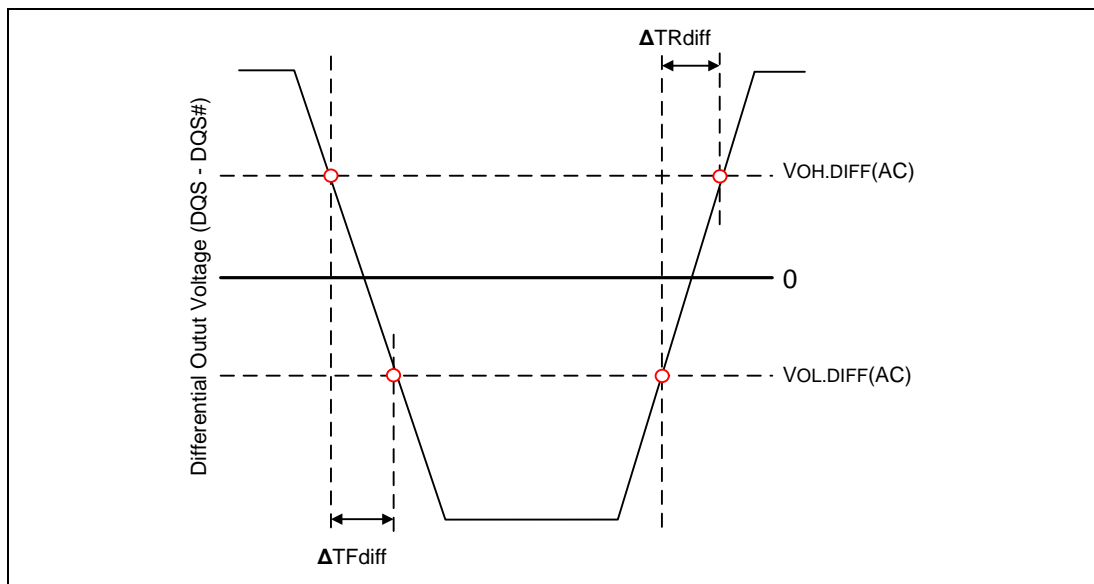 ΔTRdiff
Differential Outut Voltage (DQS - DQS#)
VOH.DIFF(AC)
0
VOL.DIFF(AC)
ΔTFdiff